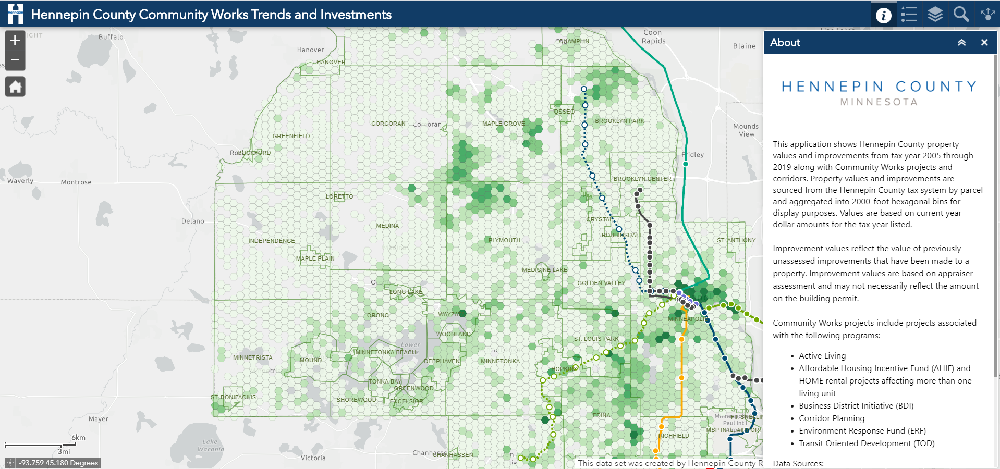 Hennepin
Hennepin County Community Works Trends and Investments
About
HENNEPIN COUNTY
MINNESOTA
This application shows Hennepin County property
values and improvements from tax year 2005 through
2019 along with Community Works projects and
corridors. Property values and improvements are
sourced from the Hennepin County tax system by parcel
and aggregated into 2000-foot hexagonal bins for
display purposes. Values are based on current year
dollar amounts for the tax year listed.
Improvement values reflect the value of previously
unassessed improvements that have been made to a
property. Improvement values are based on appraiser
assessment and may not necessarily reflect the amount
on the building permit.
Community Works projects include projects associated
with the following programs:
• Active Living
• Affordable Housing Incentive Fund (AHIF) and
HOME rental projects affecting more than one
living unit
• Business District Initiative (BDI)
• Corridor Planning
• Environment Response Fund (ERF)
• Transit Oriented Development (TOD)
Data Sources:
Buffalo
Hanover
HANOVER
CHAMPLIN
Coon
Rapids
Blaine
OSSEO
CORCORAN
MAPLE GROVE
BROOKLYN PARK
Mounds
View
GREENFIELD
ROCKFORD
Fridley
Waverly
Montrose
BROOKLYN CENTER
LORETTO
Delano
MEDINA
CRYSTAL
ROBBINSDALE
INDEPENDENCE
PLYMOUTH
ST. ANTHONY
MAPLE PLAIN
MEDICINE LAKE
GOLDEN VALLEY
LONG LAKE
ORONO
WAYZA
MINNEAPOLIS
WOODLAND
ST. LOUIS PARK
Lower
MINNETONKA BEACH
MINNETRISTA
MOUND
DEEPHAVEN
MINNETONKA
HOPKINS
TONKA BAY
GREENWOOD
ST. BONIFACIUS
SHOREWOOD
EXCELSIOR
EDINA
Mayer
RICHFIELD
Paul Int'l
MSP INTL. AIRPORT
6km
3mi
Lake
Waconia
Victoria
Chanhasse
CHANHASSEN
-93.759 45.180 Degrees
This data set was created by Hennepin County R